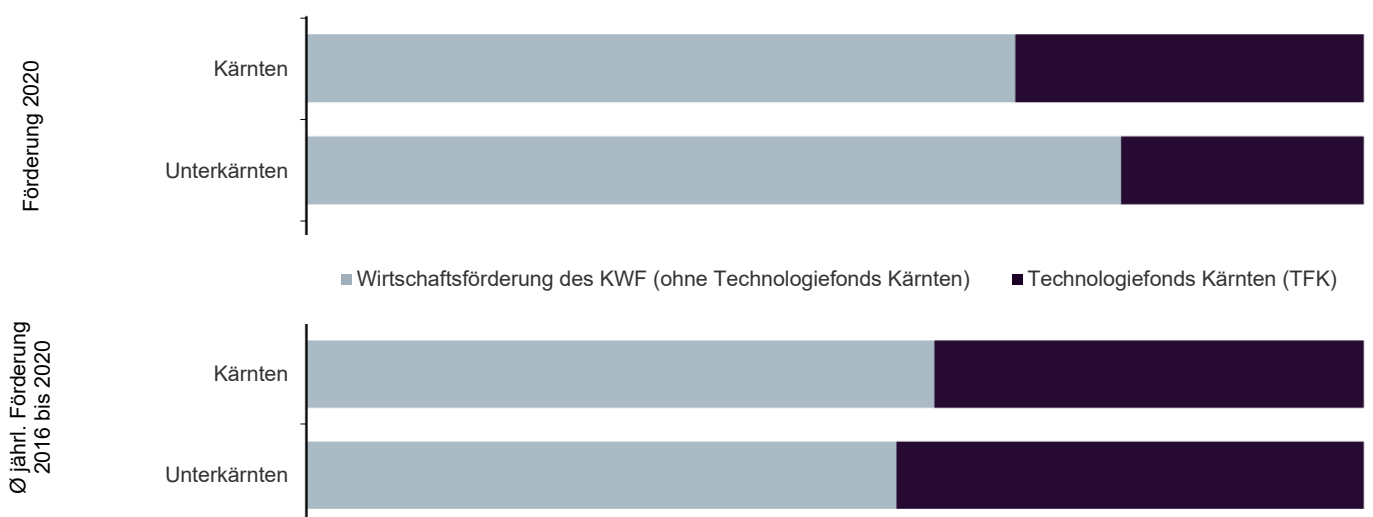 Förderung 2020
Kärnten
Unterkärnten
Wirtschaftsförderung des KWF (ohne Technologiefonds Kärnten)
Technologiefonds Kärnten (TFK)
Ø jährl. Förderung
2016 bis 2020
Kärnten
Unterkärnten